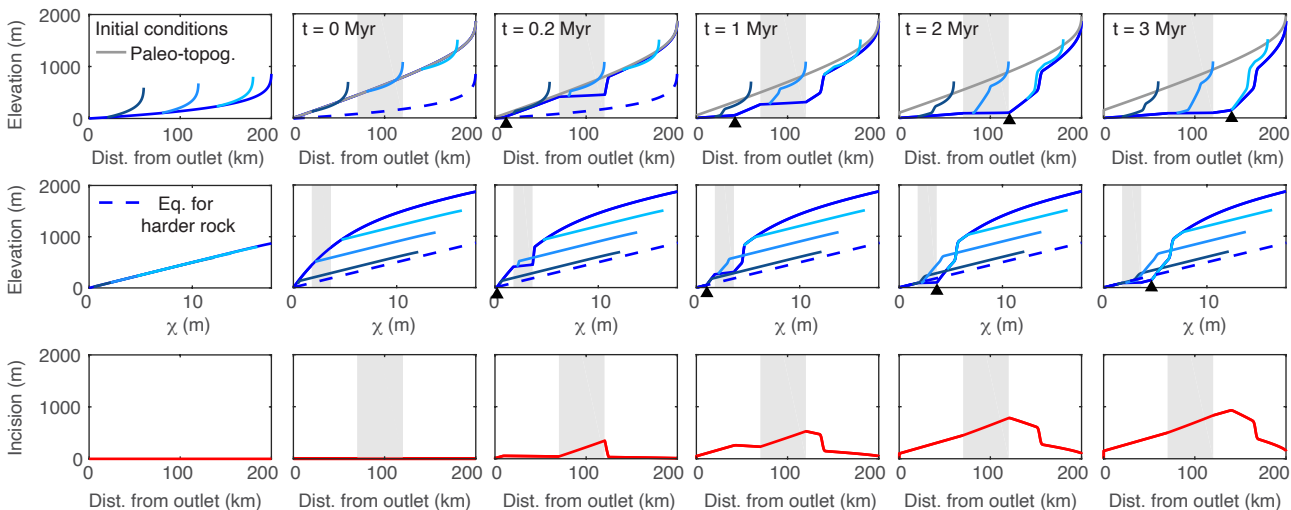 2000
Initial conditions
Paleo-topog.
1000
0
Elevation (m)
0
100
200
Dist. from outlet (km)
t = 0 Myr
0
100
200
Dist. from outlet (km)
t = 0.2 Myr
0
100
200
Dist. from outlet (km)
t = 1 Myr
0
100
200
Dist. from outlet (km)
t = 2 Myr
0
100
200
Dist. from outlet (km)
t = 3 Myr
0
100
200
Dist. from outlet (km)
2000
Eq. for
harder rock
1000
0
Elevation (m)
0
10
χ (m)
0
10
χ (m)
0
10
χ (m)
0
10
χ (m)
0
10
χ (m)
0
10
χ (m)
2000
1000
0
Incision (m)
0
100
200
Dist. from outlet (km)
0
100
200
Dist. from outlet (km)
0
100
200
Dist. from outlet (km)
0
100
200
Dist. from outlet (km)
0
100
200
Dist. from outlet (km)
0
100
200
Dist. from outlet (km)